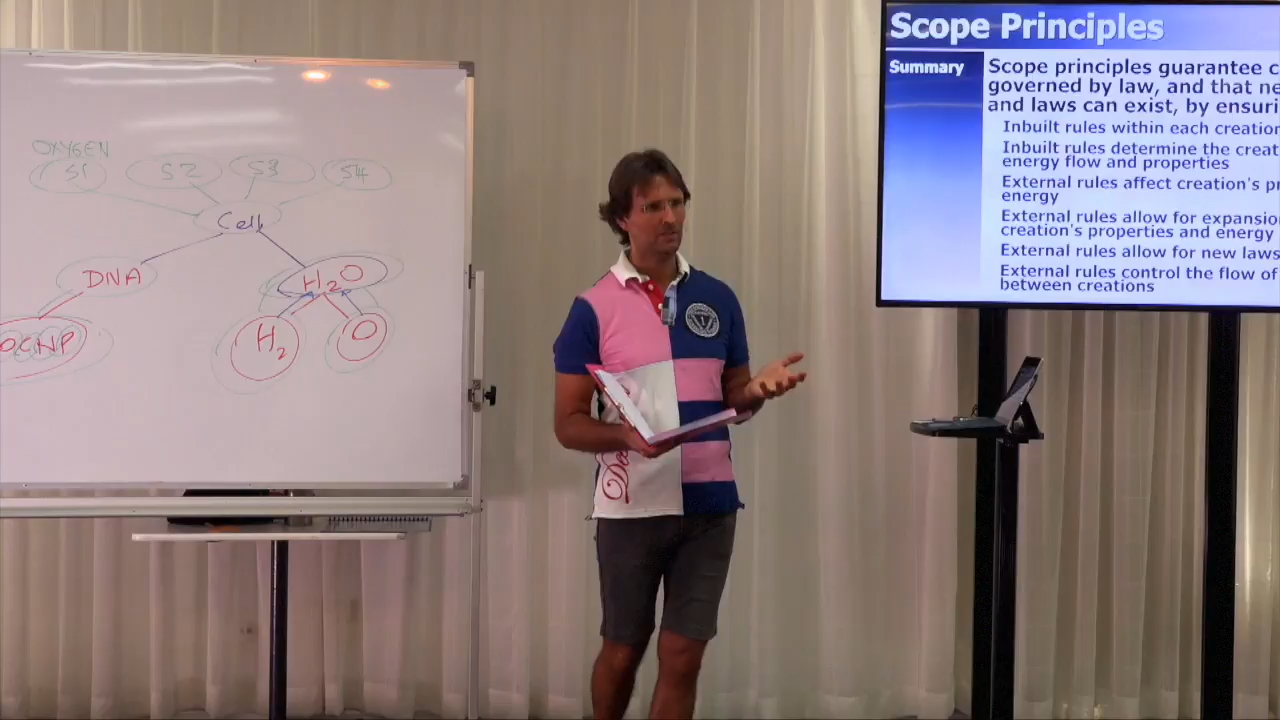 OXYGEN
S1 S2 S3 S4
Cell
DNA H₂O
OCHP H₂ O
Scope Principles
Summary
Scope principles guarantee c
governed by law, and that ne
and laws can exist, by ensuri
Inbuilt rules within each creation
Inbuilt rules determine the creat
energy flow and properties
External rules affect creation's p
energy
External rules allow for expansio
creation's properties and energy
External rules allow for new laws
External rules control the flow of
between creations